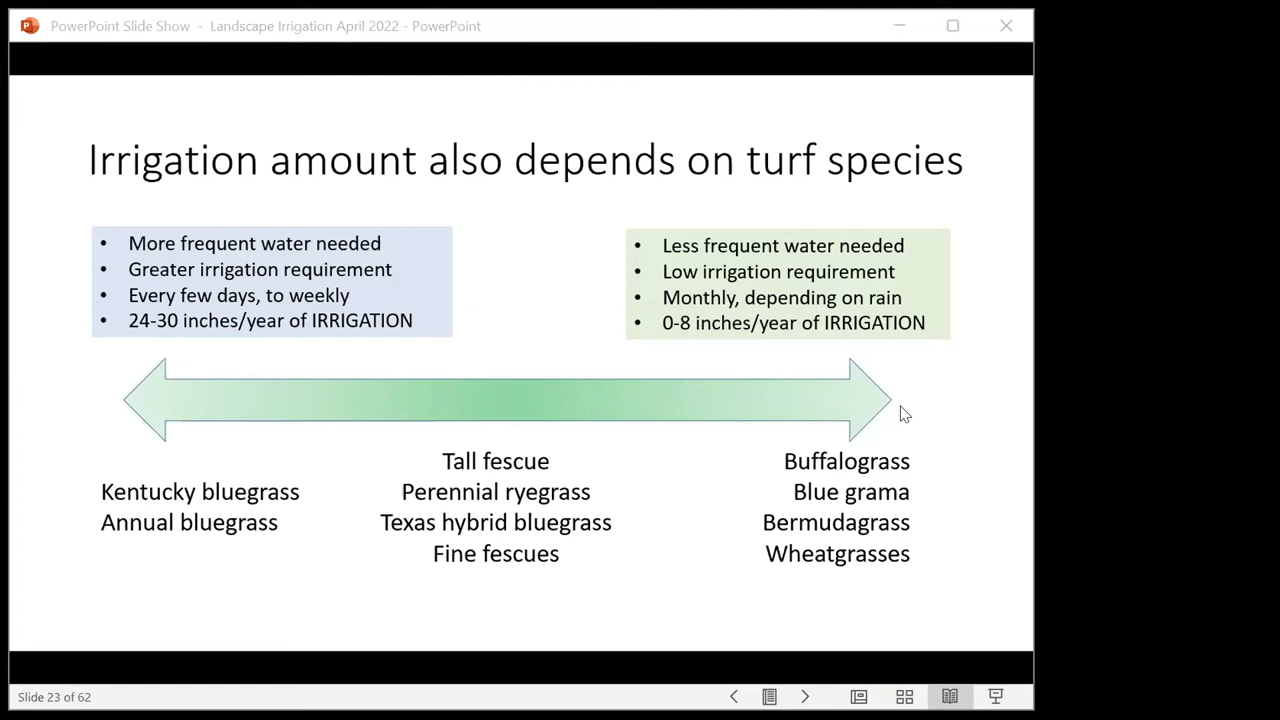 PowerPoint Slide Show - Landscape Irrigation April 2022 - PowerPoint
Irrigation amount also depends on turf species
• More frequent water needed
• Greater irrigation requirement
• Every few days, to weekly
• 24-30 inches/year of IRRIGATION
• Less frequent water needed
• Low irrigation requirement
• Monthly, depending on rain
• 0-8 inches/year of IRRIGATION
Kentucky bluegrass
Annual bluegrass
Tall fescue
Perennial ryegrass
Texas hybrid bluegrass
Fine fescues
Buffalograss
Blue grama
Bermudagrass
Wheatgrasses
Slide 23 of 62